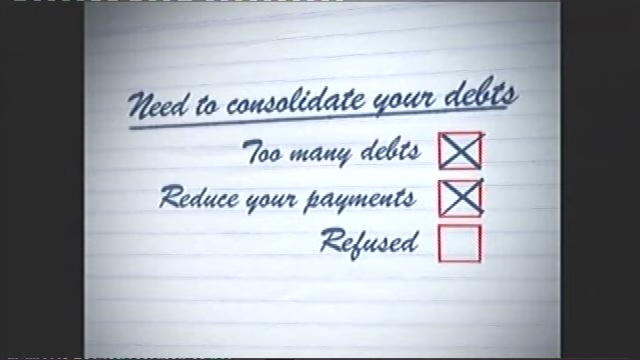 Need to consolidate your debts
Too many debts
Reduce your payments
Refused